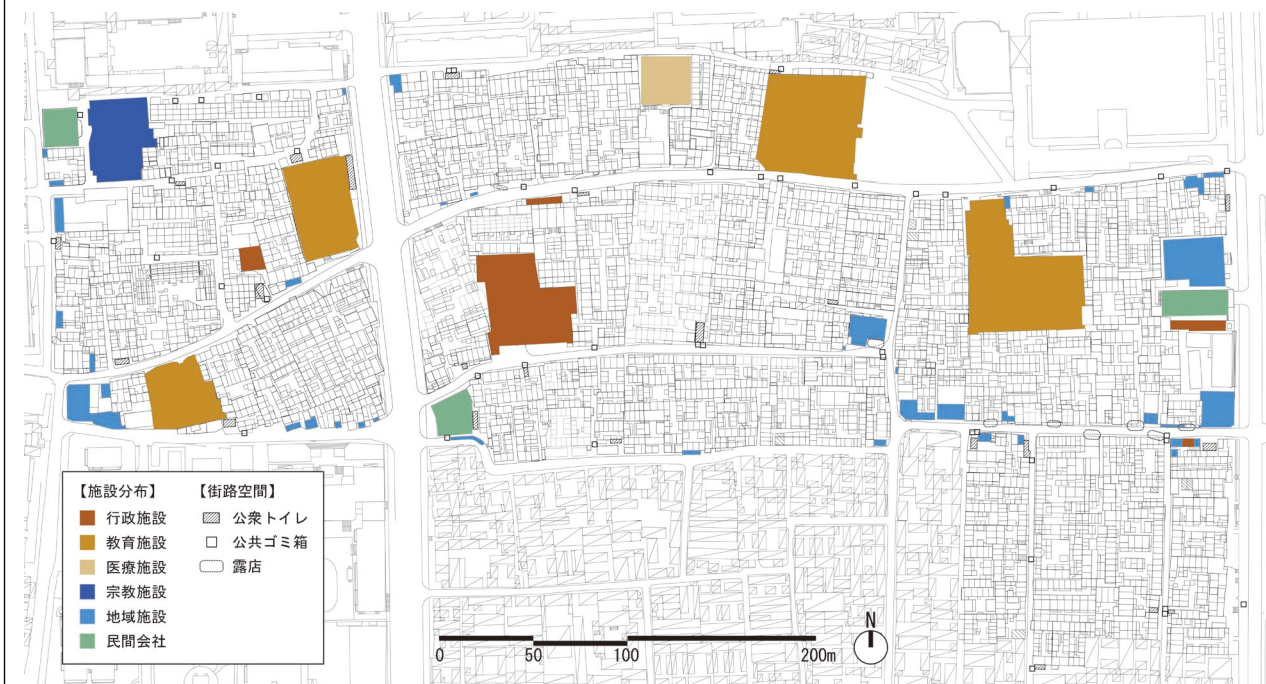 【施設分布】
行政施設
教育施設
医療施設
宗教施設
地域施設
民間会社
【街路空間】
公衆トイレ
公共ゴミ箱
露店
N
0 50 100 200m